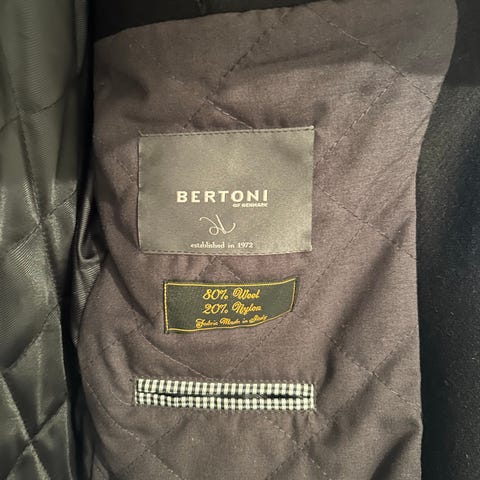 BERTONI
OF DENMARK
established in 1972
80% Wool
20% Nylon
Fabric Made in Italy